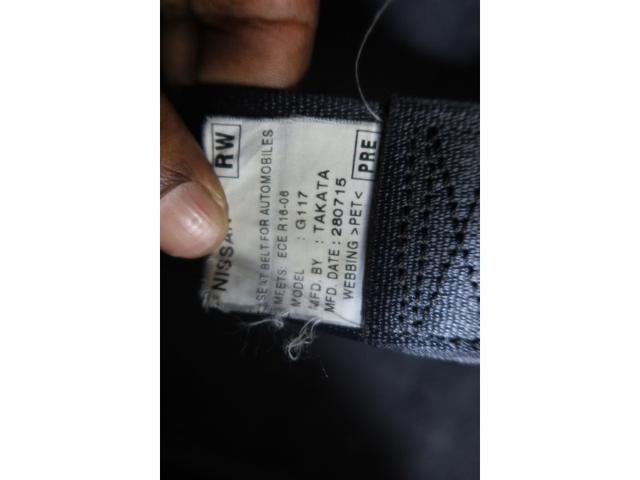 NISSAN RW
SEAT BELT FOR AUTOMOBILES
MEETS: ECE R16-06
MODEL : G117
MFD. BY : TAKATA
MFD. DATE : 280715
WEBBING >PET< PRE